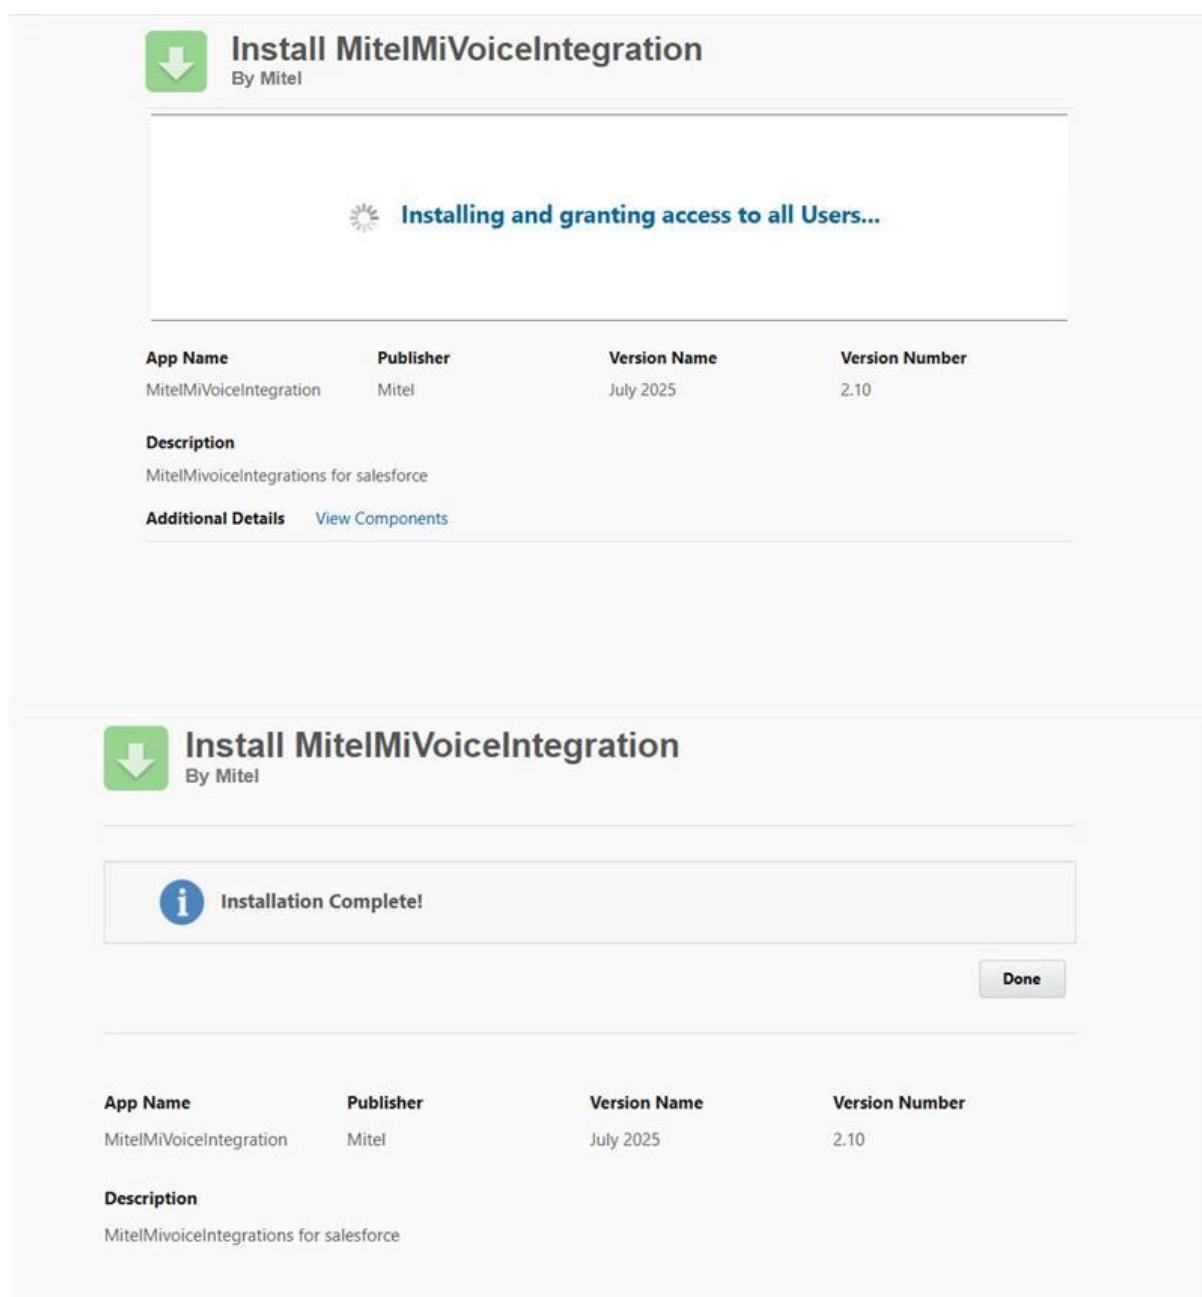 Install MitelMiVoiceIntegration
By Mitel
Installing and granting access to all Users...
App Name Publisher Version Name Version Number
MitelMiVoiceIntegration Mitel July 2025 2.10
Description
MitelMivoiceIntegrations for salesforce
Additional Details View Components
Install MitelMiVoiceIntegration
By Mitel
Installation Complete!
Done
App Name Publisher Version Name Version Number
MitelMiVoiceIntegration Mitel July 2025 2.10
Description
MitelMivoiceIntegrations for salesforce